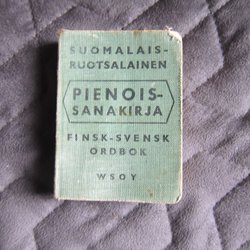 SUOMALAIS-
RUOTSALAINEN
PIENOIS-
SANAKIRJA
FINSK-SVENSK
ORDBOK
WSOY